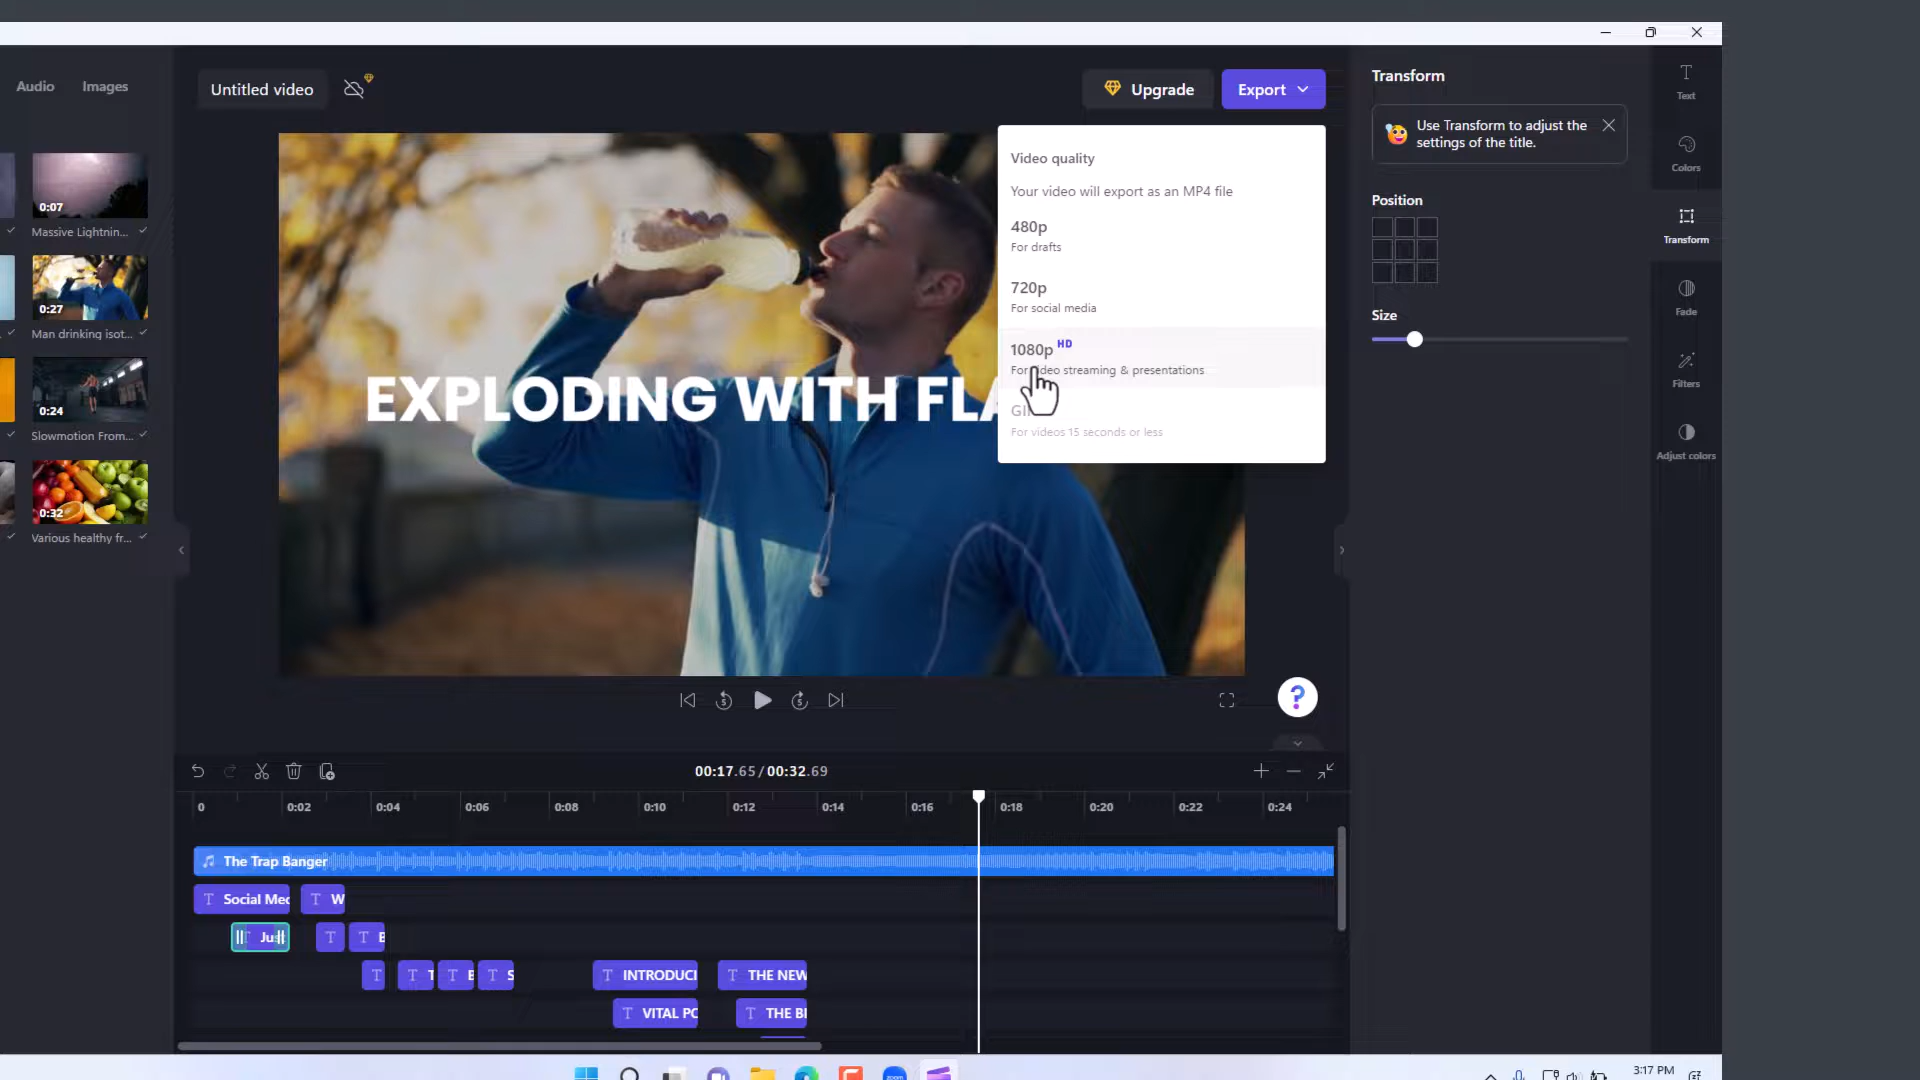 Audio
Images
0:07
Massive Lightnin...
0:27
Man drinking isot...
0:24
Slowmotion From...
0:32
Various healthy fr...
Untitled video
Upgrade
Export
EXPLODING WITH FLA
Video quality
Your video will export as an MP4 file
480p
For drafts
720p
For social media
1080p HD
For video streaming & presentations
GIF
For videos 15 seconds or less
Transform
Use Transform to adjust the
settings of the title.
Position
Size
Text
Colors
Transform
Fade
Filters
Adjust colors
5
5
?
00:17.65/00:32.69
0
0:02
0:04
0:06
0:08
0:10
0:12
0:14
0:16
0:18
0:20
0:22
0:24
The Trap Banger
T Social Med
T W
T Jus
T
T B
T
T T
T B
T S
T INTRODUCI
T THE NEW
T VITAL PO
T THE BI
zoom
3:17 PM